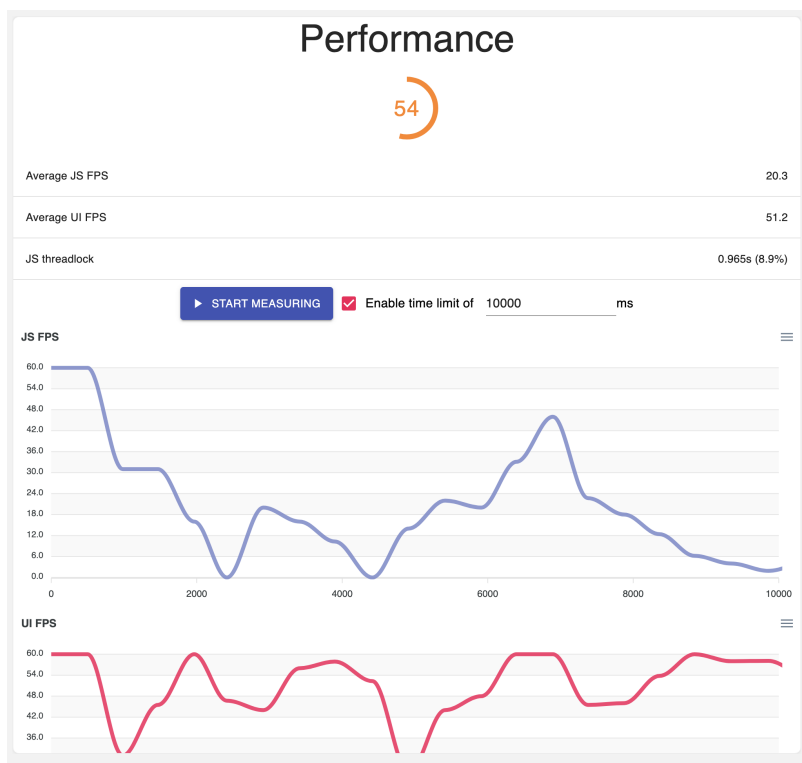 Performance
54
Average JS FPS 20.3
Average UI FPS 51.2
JS threadlock 0.965s (8.9%)
START MEASURING Enable time limit of 10000 ms
JS FPS
60.0
54.0
48.0
42.0
36.0
30.0
24.0
18.0
12.0
6.0
0.0
0 2000 4000 6000 8000 10000
UI FPS
60.0
54.0
48.0
42.0
36.0